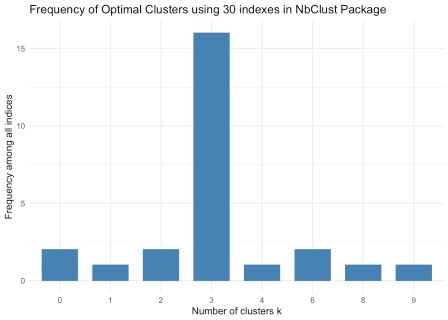 Frequency of Optimal Clusters using 30 indexes in NbClust Package
Frequency among all indices
15
10
5
0
0 1 2 3 4 6 8 9
Number of clusters k